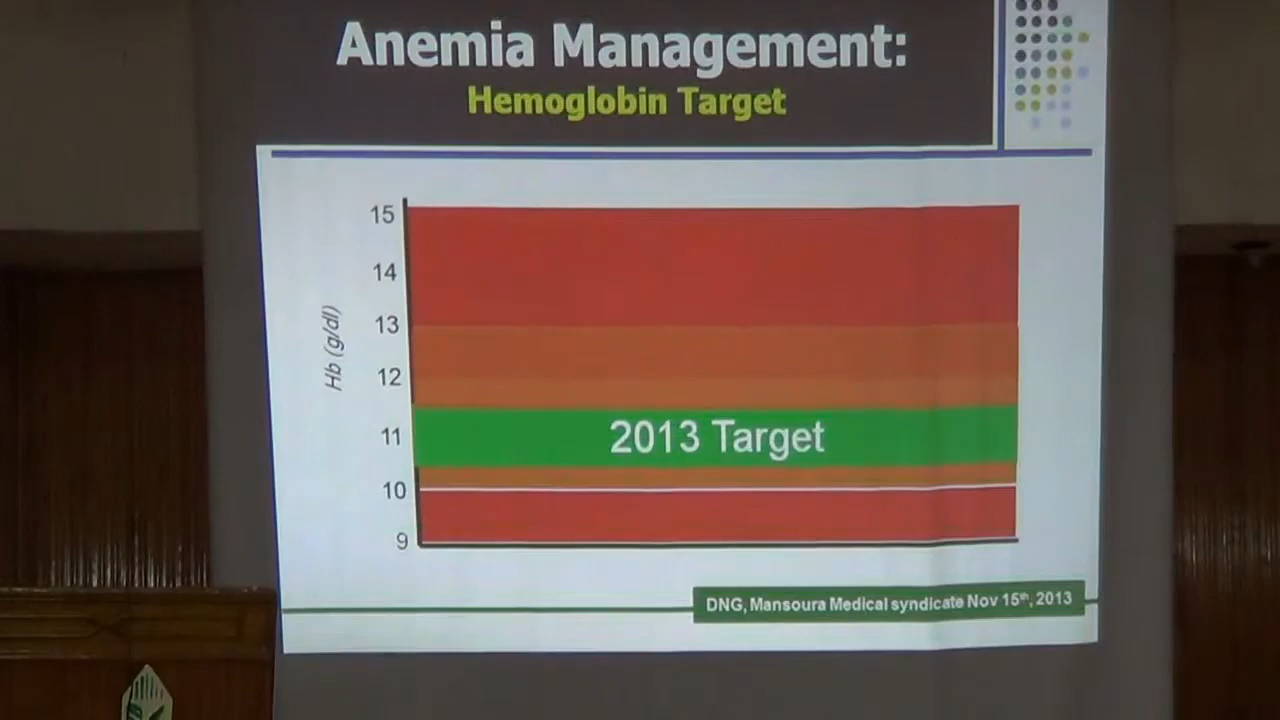 Anemia Management:
Hemoglobin Target
15
14
13
12
11
10
9
Hb (g/dl)
2013 Target
DNG, Mansoura Medical syndicate Nov 15th, 2013